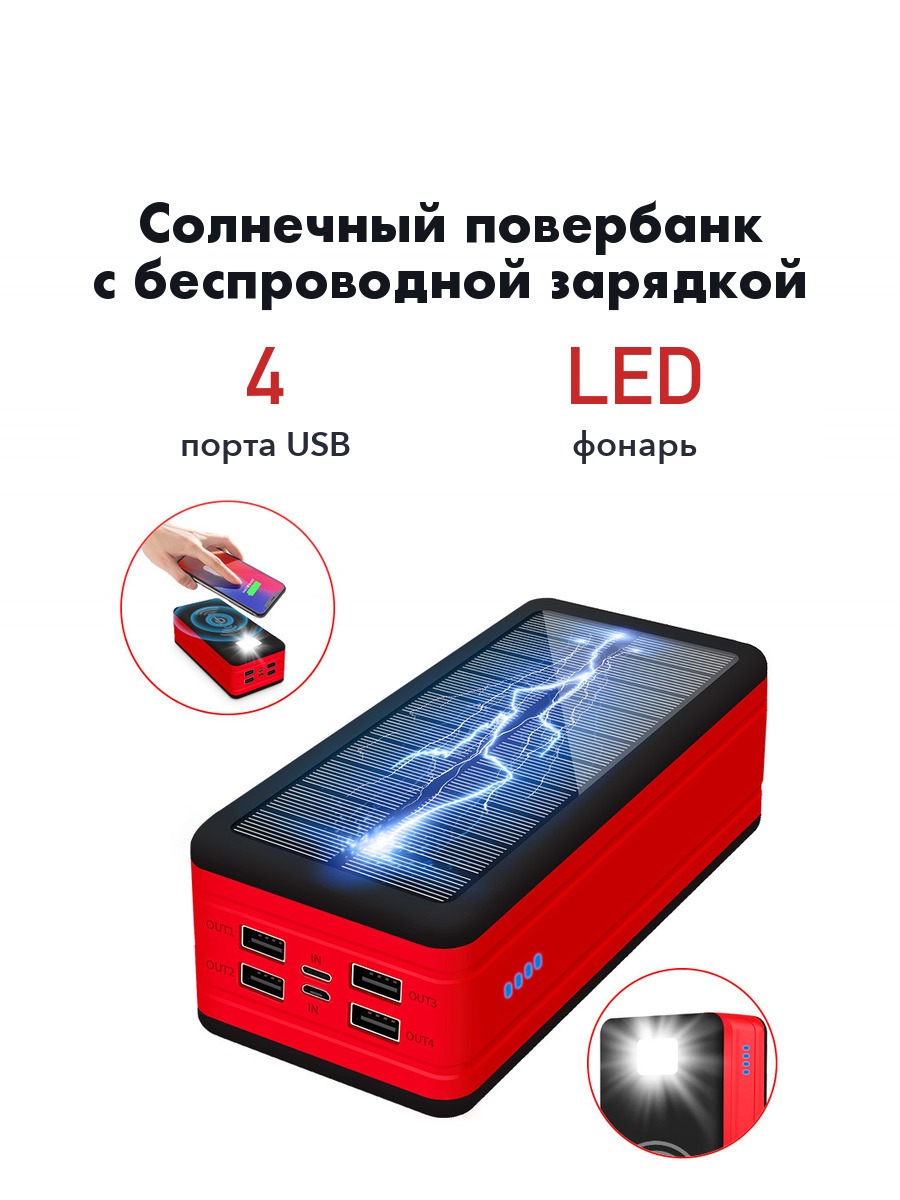 Солнечный повербанк
с беспроводной зарядкой
4
LED
порта USB
фонарь
OUT1
IN
OUT2
OUT3
IN
OUT4